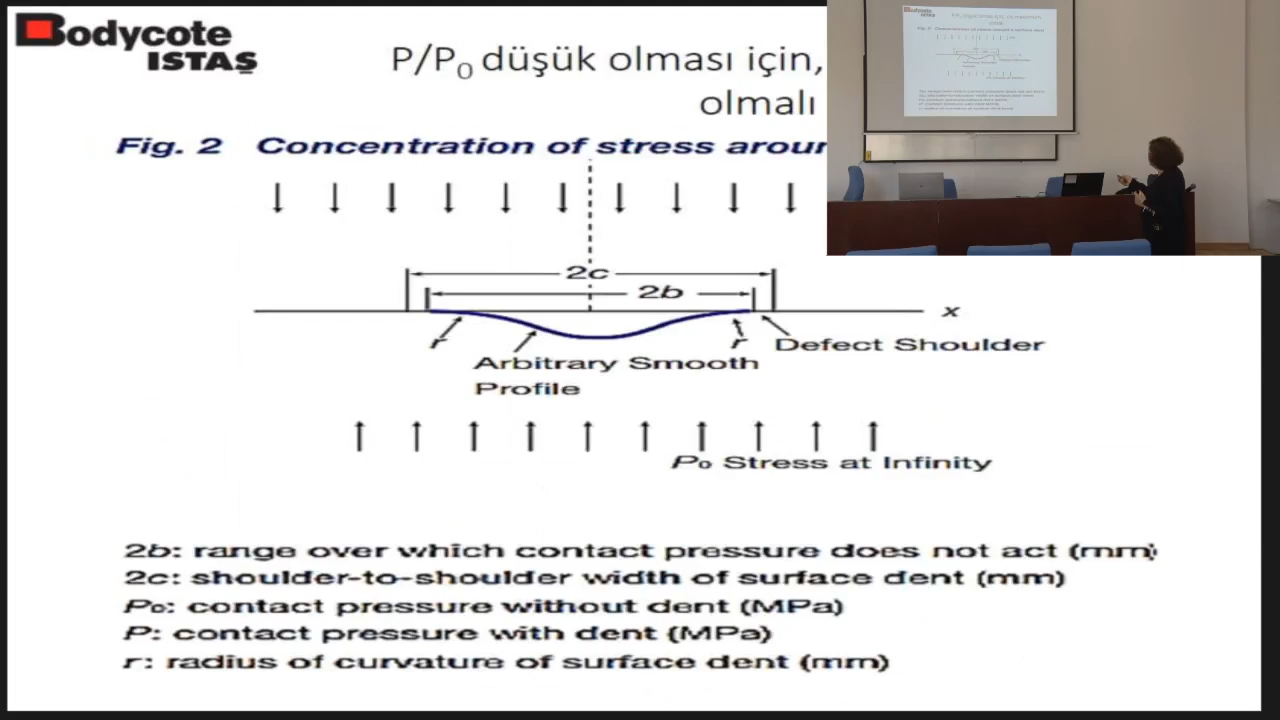 Bodycote
ISTAŞ
P/P₀ düşük olması için,
olmalı
Fig. 2 Concentration of stress aroun
2c
2b
x
r
r
Defect Shoulder
Arbitrary Smooth
Profile
P₀ Stress at Infinity
2b: range over which contact pressure does not act (mm)
2c: shoulder-to-shoulder width of surface dent (mm)
P₀: contact pressure without dent (MPa)
P: contact pressure with dent (MPa)
r: radius of curvature of surface dent (mm)